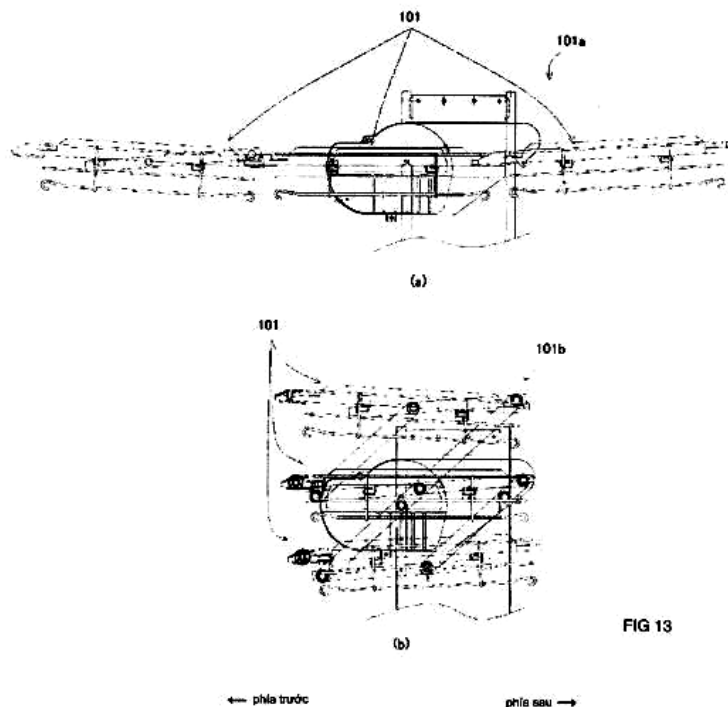 101
101a
(a)
101
101b
FIG 13
(b)
← phía trước
phía sau →